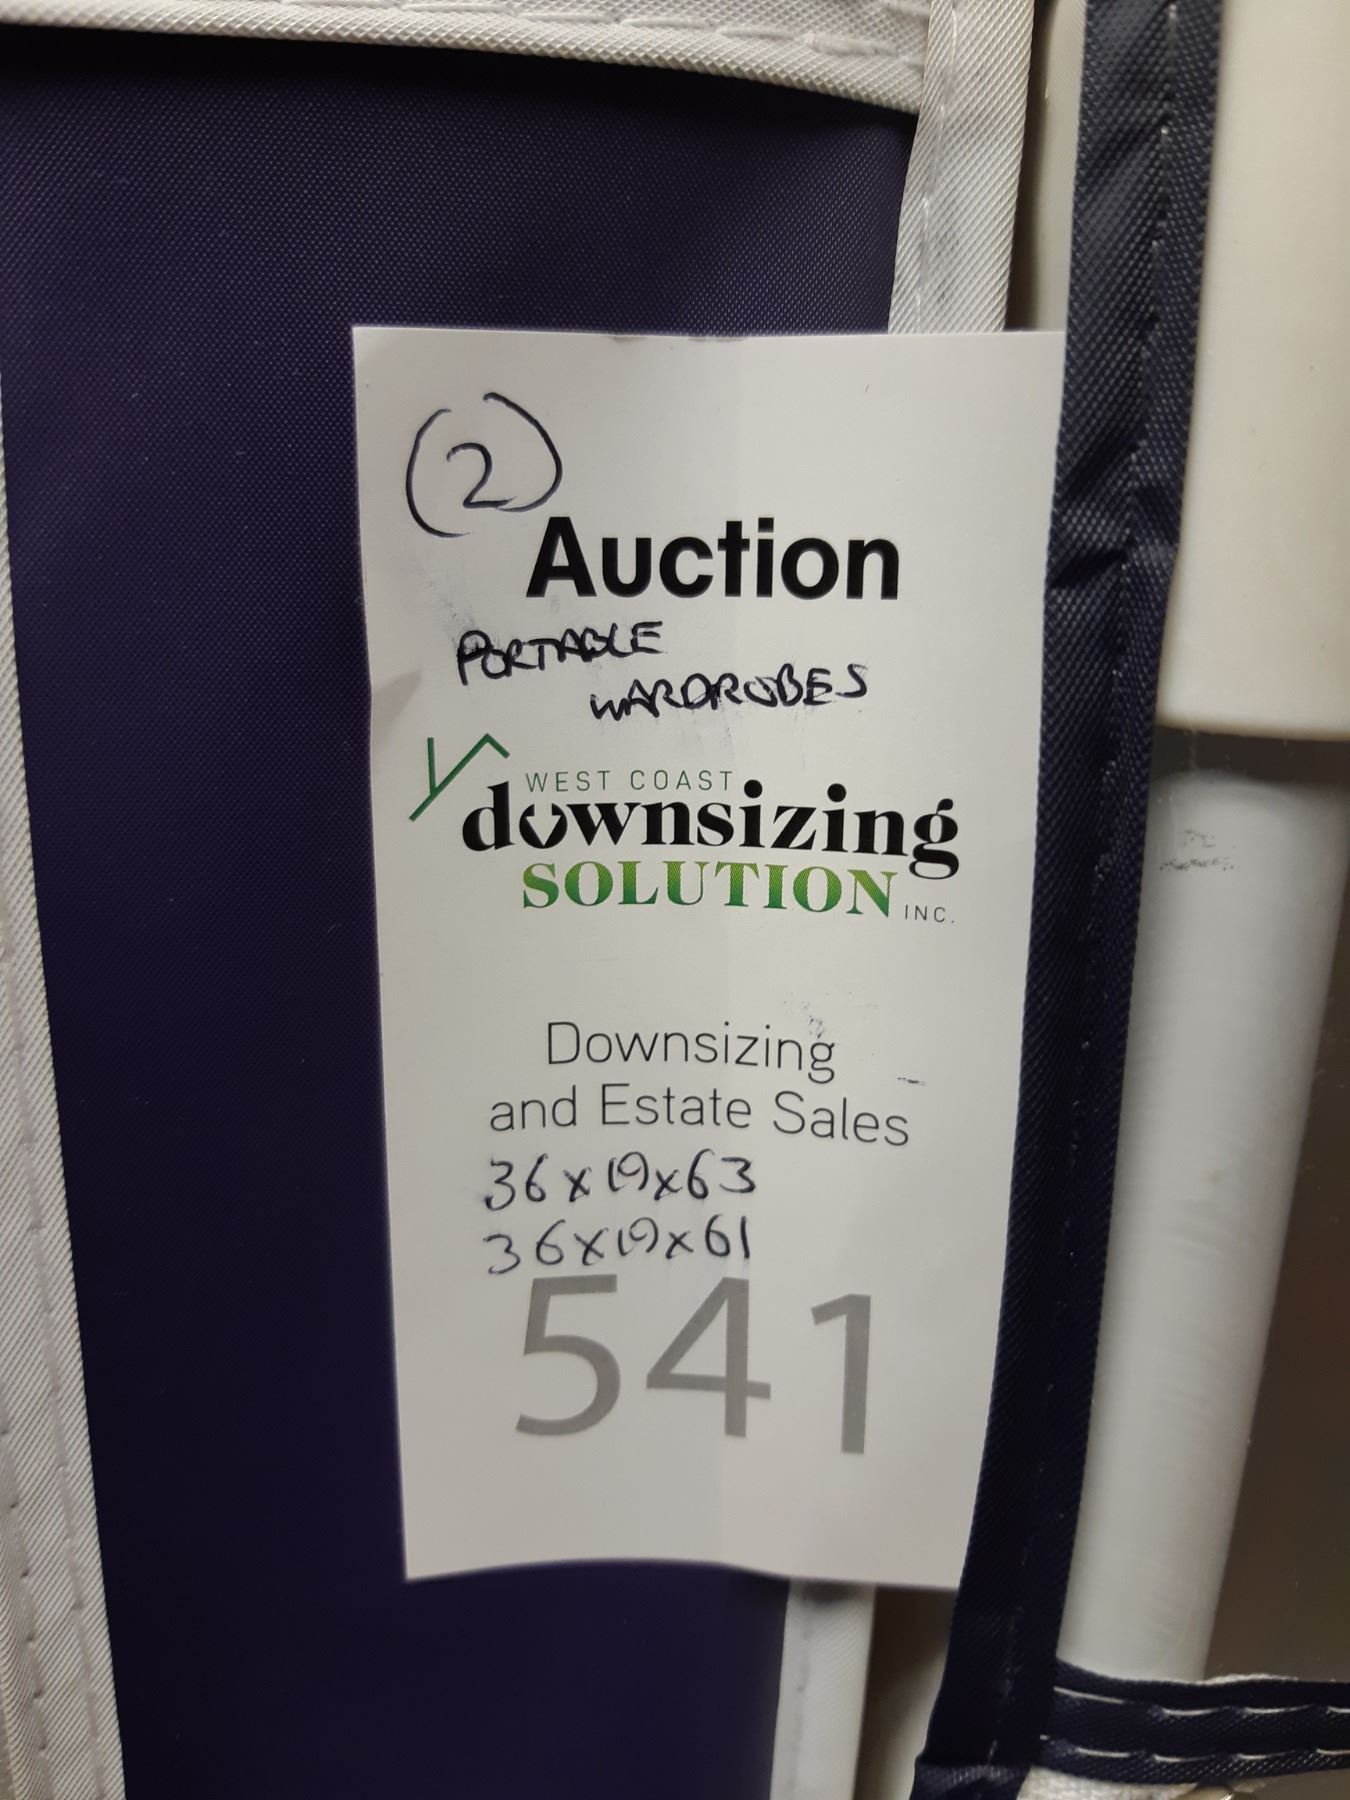 2
Auction
PORTABLE
WARDROBES
WEST COAST
downsizing
SOLUTION INC.
Downsizing
and Estate Sales
36x19x63
36x19x61
541